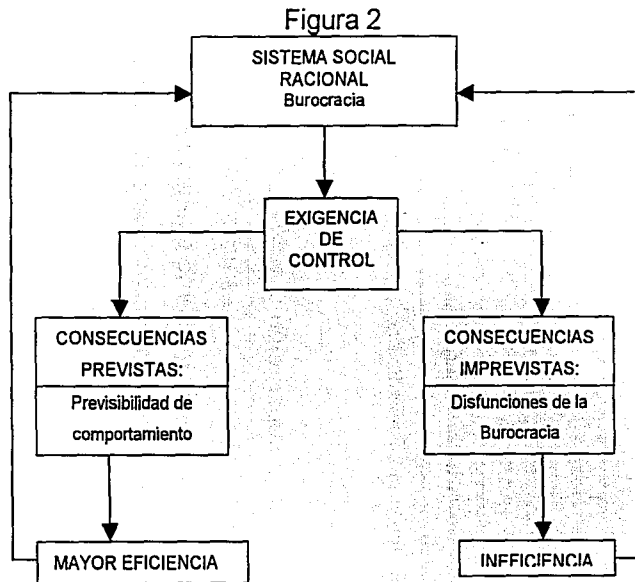 Figura 2
SISTEMA SOCIAL
RACIONAL
Burocracia
EXIGENCIA
DE
CONTROL
CONSECUENCIAS
PREVISTAS:
Previsibilidad de
comportamiento
CONSECUENCIAS
IMPREVISTAS:
Disfunciones de la
Burocracia
MAYOR EFICIENCIA
INEFICIENCIA